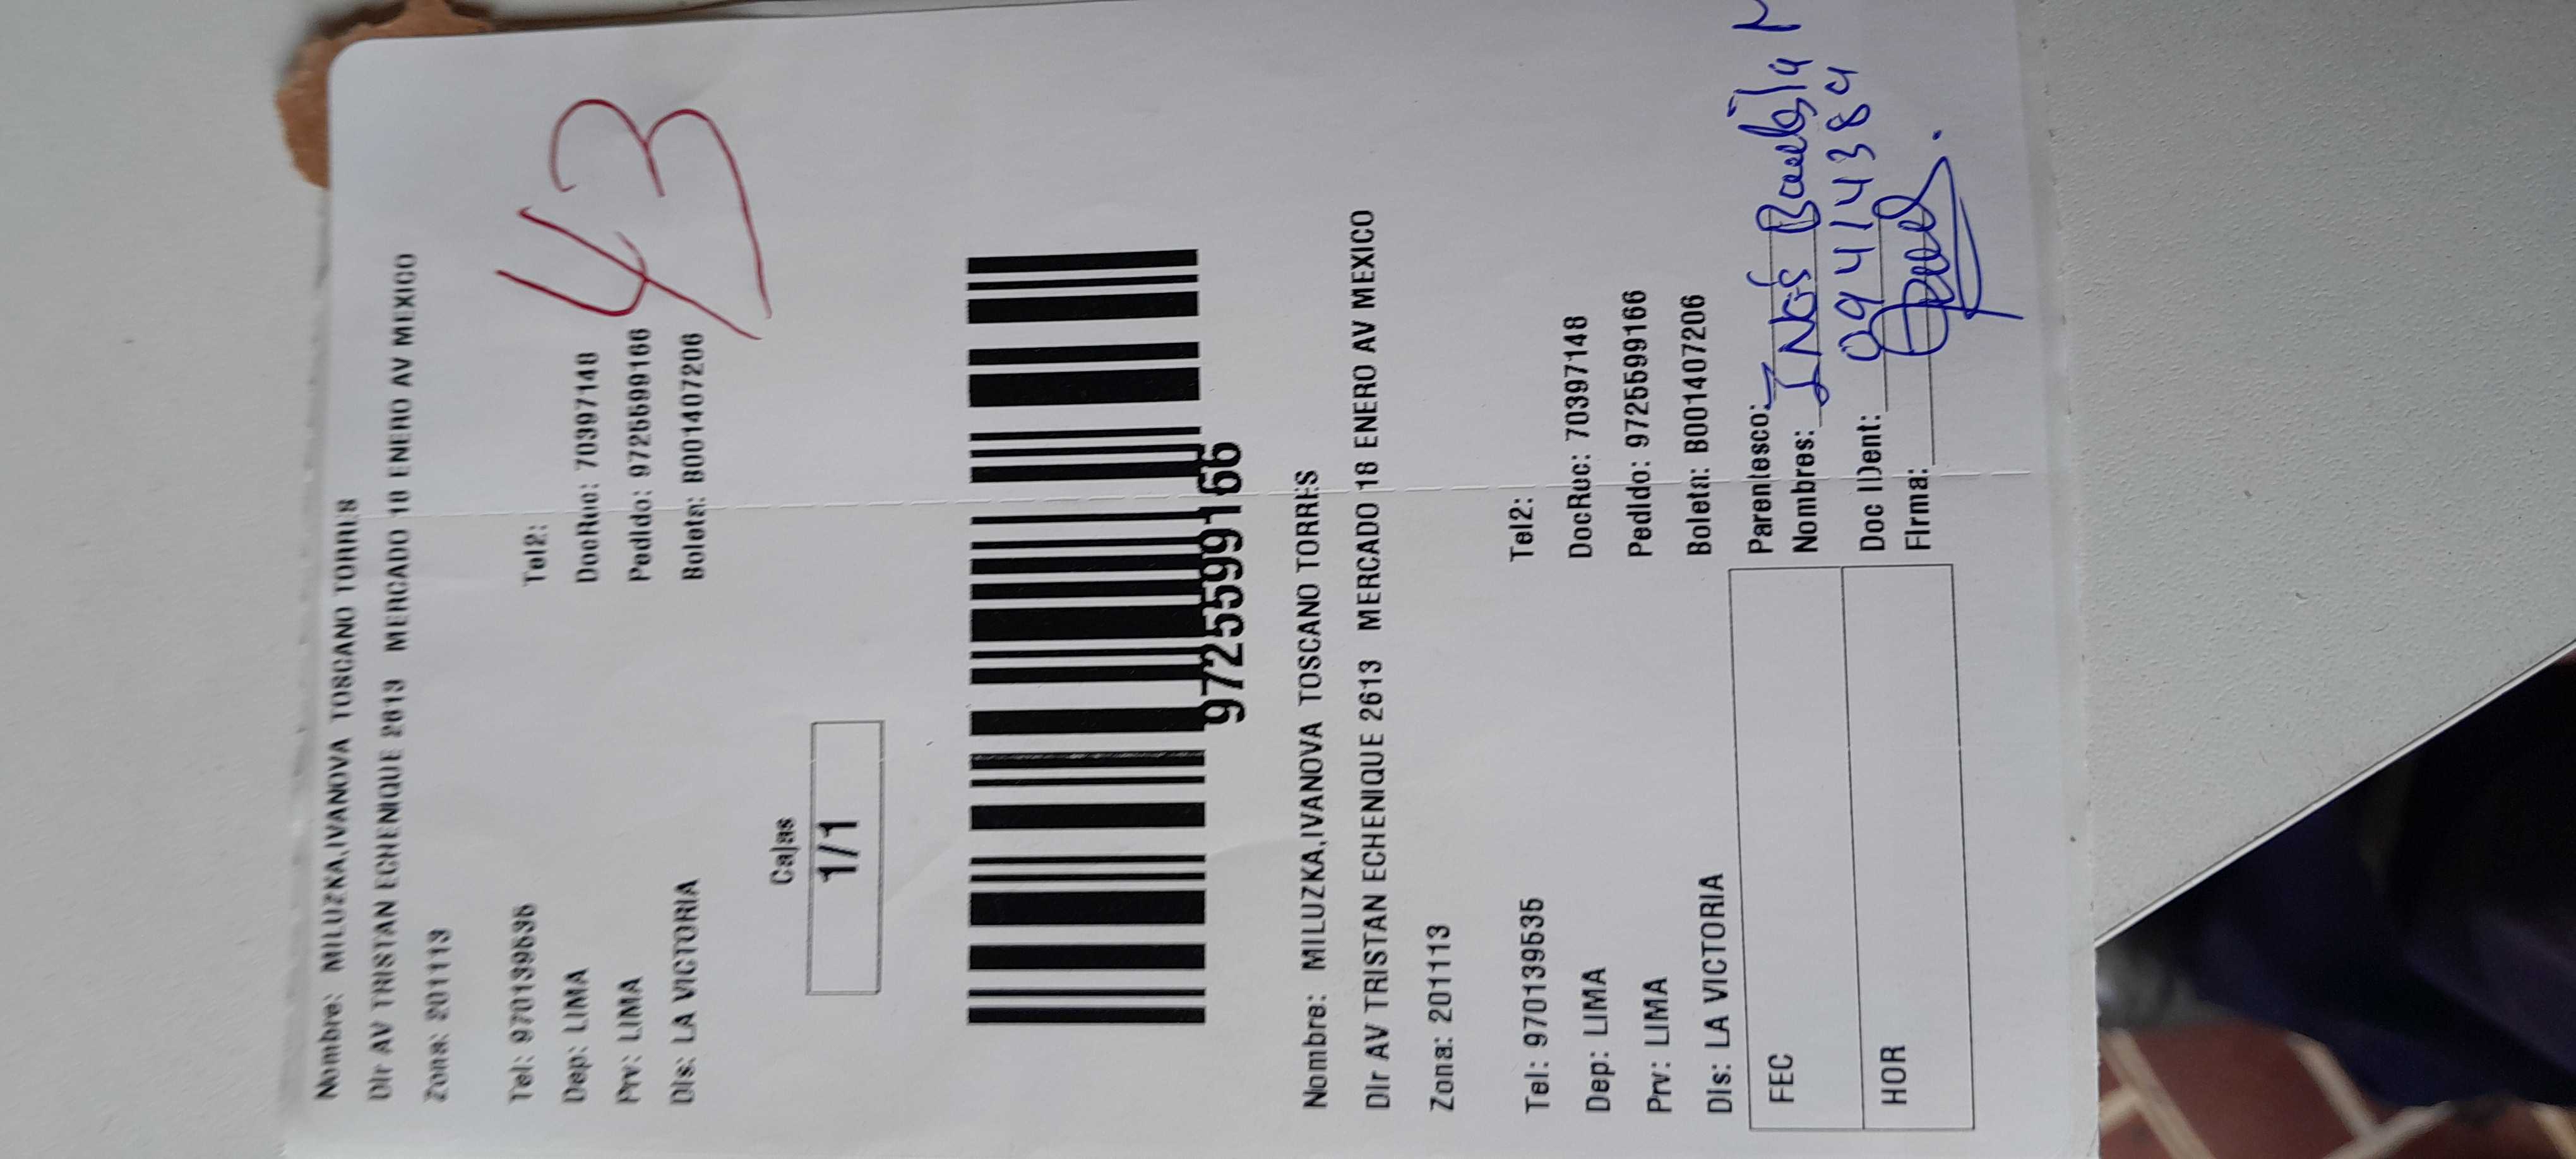 Nombre: MILUZKA,IVANOVA TOSCANO TORRES
Dir AV TRISTAN ECHENIQUE 2613 MERCADO 18 ENERO AV MEXICO
Zona: 201113
Tel: 970139535 Tel2:
Dep: LIMA DocRuc: 70397148
Prv: LIMA Pedido: 9725599166
Dis: LA VICTORIA Boleta: B001407206
43
Cajas
1/1
9725599166
Nombre: MILUZKA,IVANOVA TOSCANO TORRES
Dir AV TRISTAN ECHENIQUE 2613 MERCADO 18 ENERO AV MEXICO
Zona: 201113
Tel: 970139535 Tel2:
Dep: LIMA DocRuc: 70397148
Prv: LIMA Pedido: 9725599166
Dis: LA VICTORIA Boleta: B001407206
FEC Parentesco:
Nombres: INés
HOR Doc IDent: 09414384
Firma: